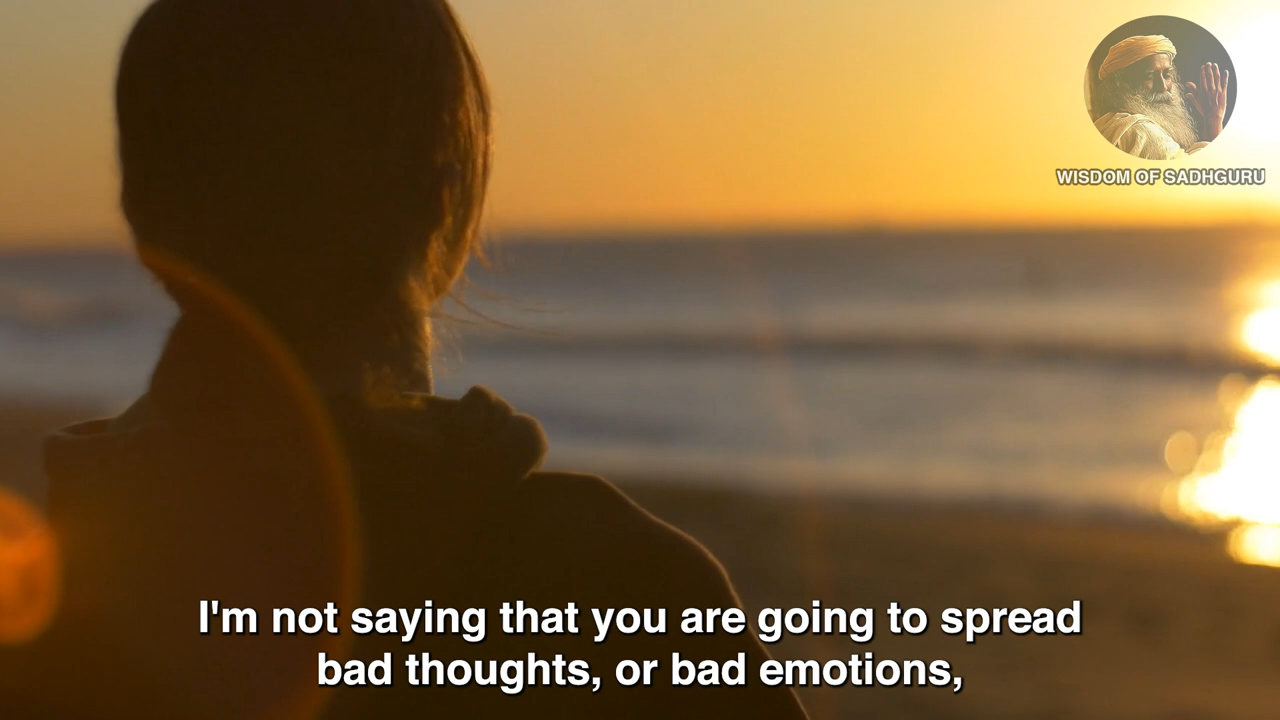 WISDOM OF SADHGURU
I'm not saying that you are going to spread
bad thoughts, or bad emotions,